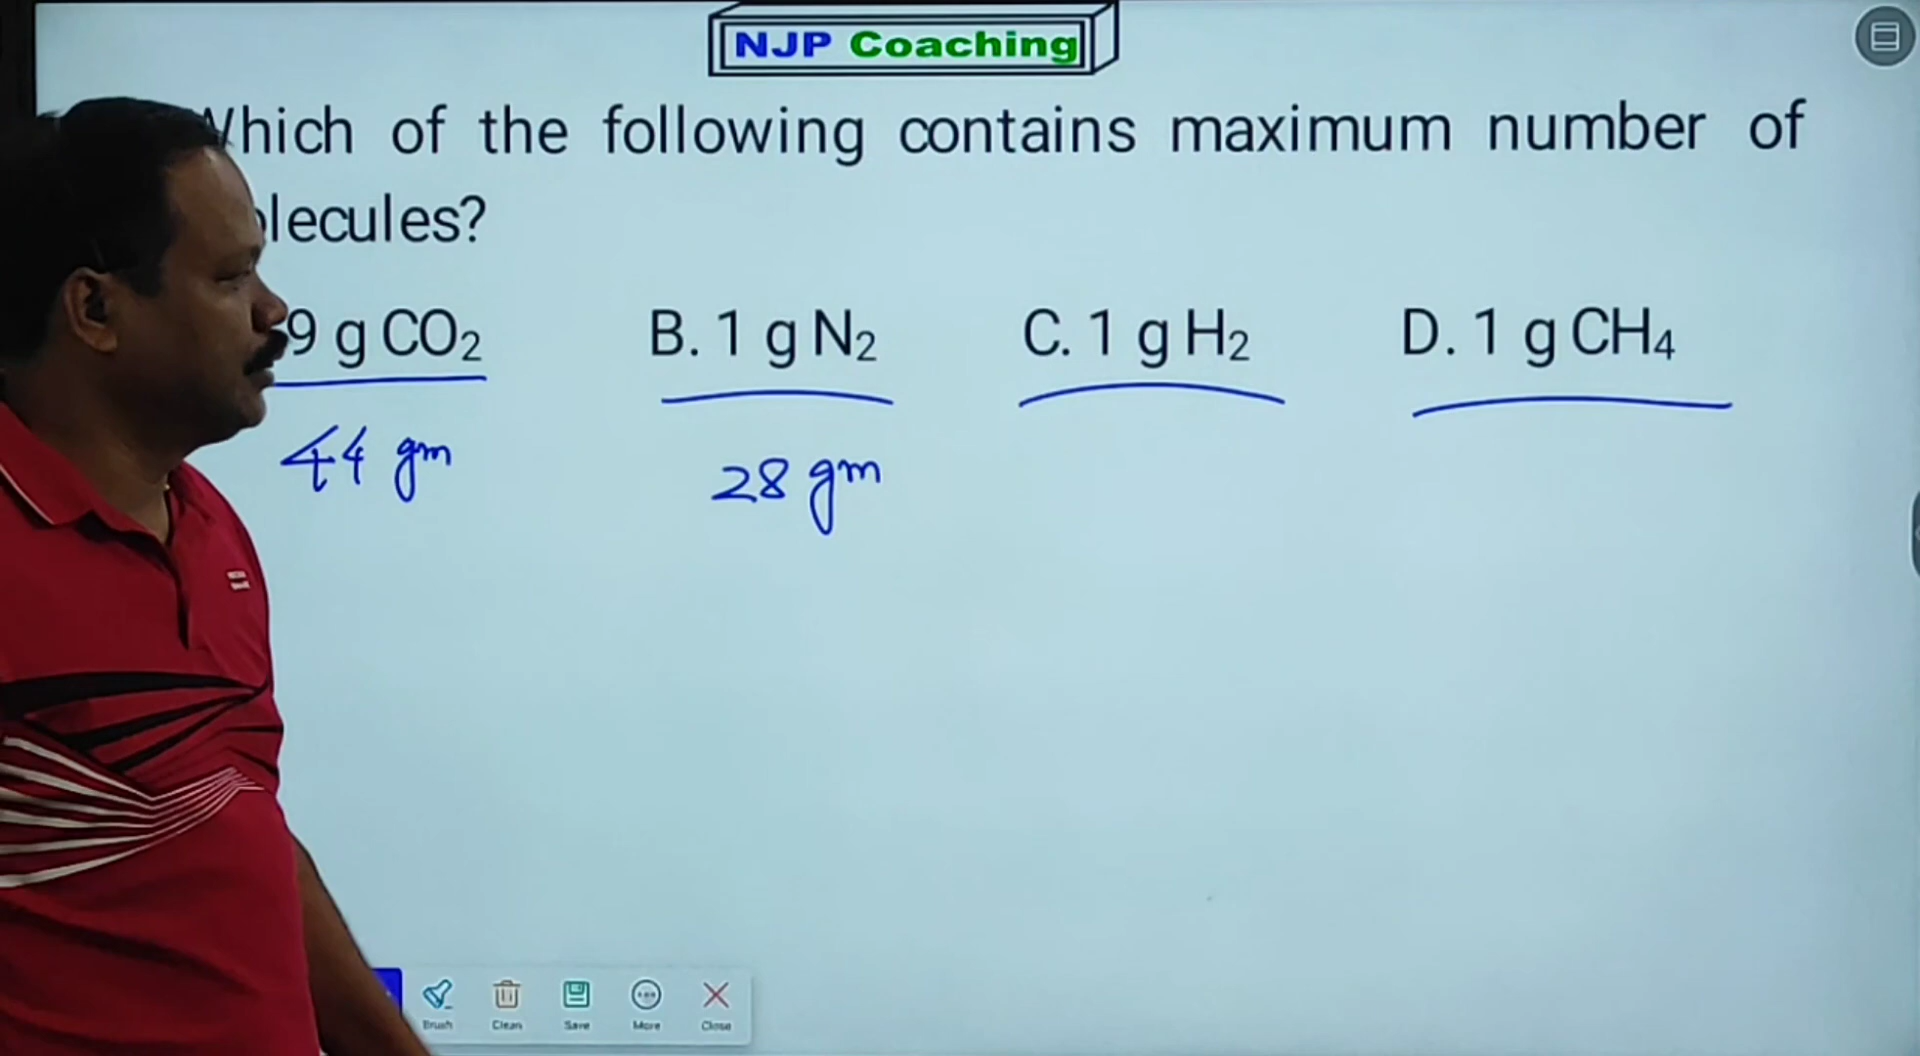 NJP Coaching
Which of the following contains maximum number of
lecules?
9 g CO₂ B. 1 g N₂ C. 1 g H₂ D. 1 g CH₄
44 gm 28 gm
Brush Clean Save More Close